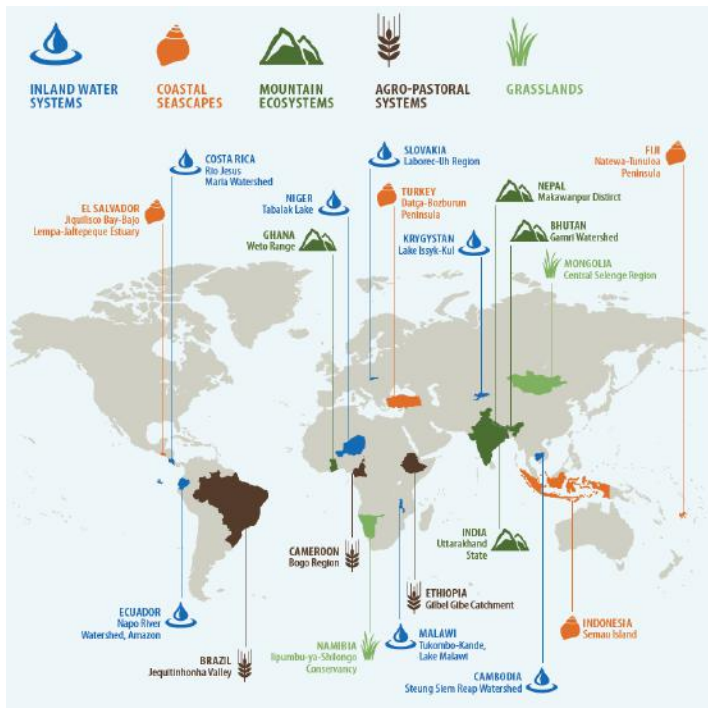 INLAND WATER
SYSTEMS
COASTAL
SEASCAPES
MOUNTAIN
ECOSYSTEMS
AGRO-PASTORAL
SYSTEMS
GRASSLANDS
COSTA RICA
Rio Jesus
Maria Watershed
EL SALVADOR
Jiquilisco Bay-Bajo
Lempa-Jaltepeque Estuary
NIGER
Tabalak Lake
GHANA
Weto Range
SLOVAKIA
Laborec-Uh Region
TURKEY
Datça-Bozburun
Peninsula
KRYGYSTAN
Lake Issyk-Kul
NEPAL
Makawanpur Distirct
BHUTAN
Gamri Watershed
MONGOLIA
Central Selenge Region
FIJI
Natewa-Tunuloa
Peninsula
ECUADOR
Napo River
Watershed, Amazon
BRAZIL
Jequitinhonha Valley
CAMEROON
Bogo Region
NAMIBIA
Iipumbu-ya-Shilongo
Conservancy
ETHIOPIA
Gilbel Gibe Catchment
MALAWI
Tukombo-Kande,
Lake Malawi
INDIA
Uttarakhand
State
CAMBODIA
Steung Siem Reap Watershed
INDONESIA
Semau Island